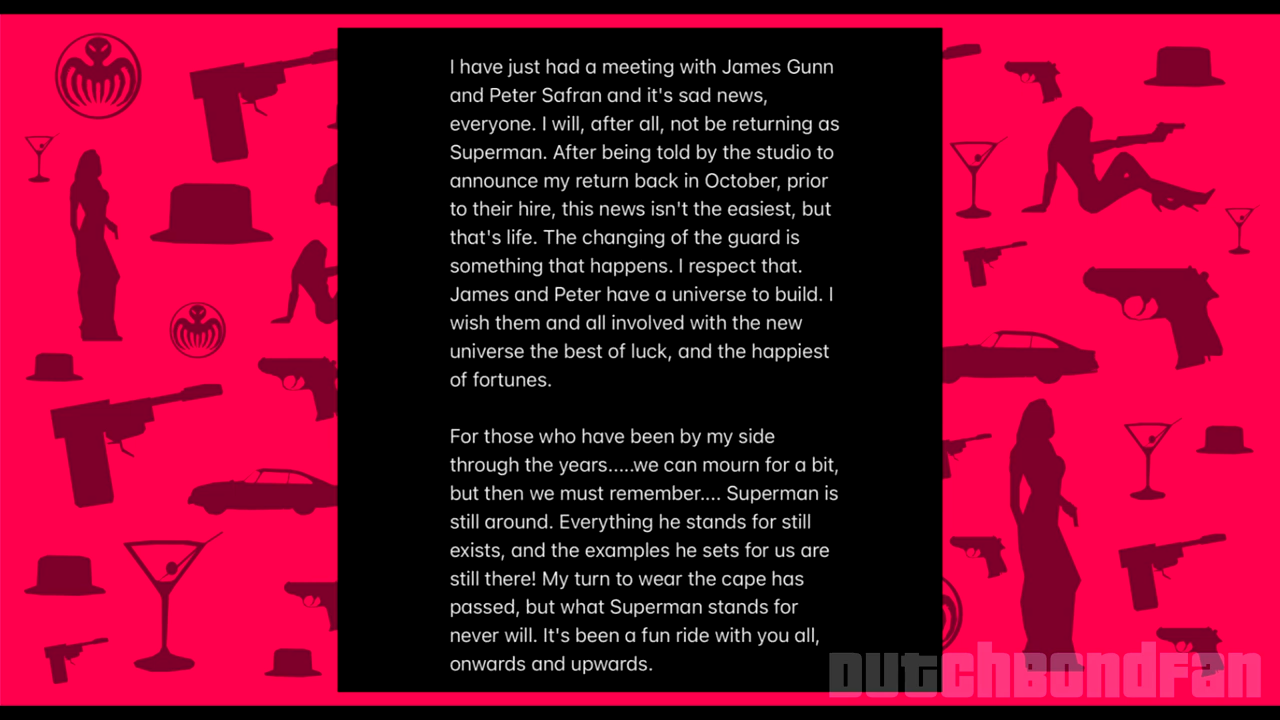 I have just had a meeting with James Gunn
and Peter Safran and it's sad news,
everyone. I will, after all, not be returning as
Superman. After being told by the studio to
announce my return back in October, prior
to their hire, this news isn't the easiest, but
that's life. The changing of the guard is
something that happens. I respect that.
James and Peter have a universe to build. I
wish them and all involved with the new
universe the best of luck, and the happiest
of fortunes.
For those who have been by my side
through the years.....we can mourn for a bit,
but then we must remember.... Superman is
still around. Everything he stands for still
exists, and the examples he sets for us are
still there! My turn to wear the cape has
passed, but what Superman stands for
never will. It's been a fun ride with you all,
onwards and upwards.
DUTCHBONDFAN